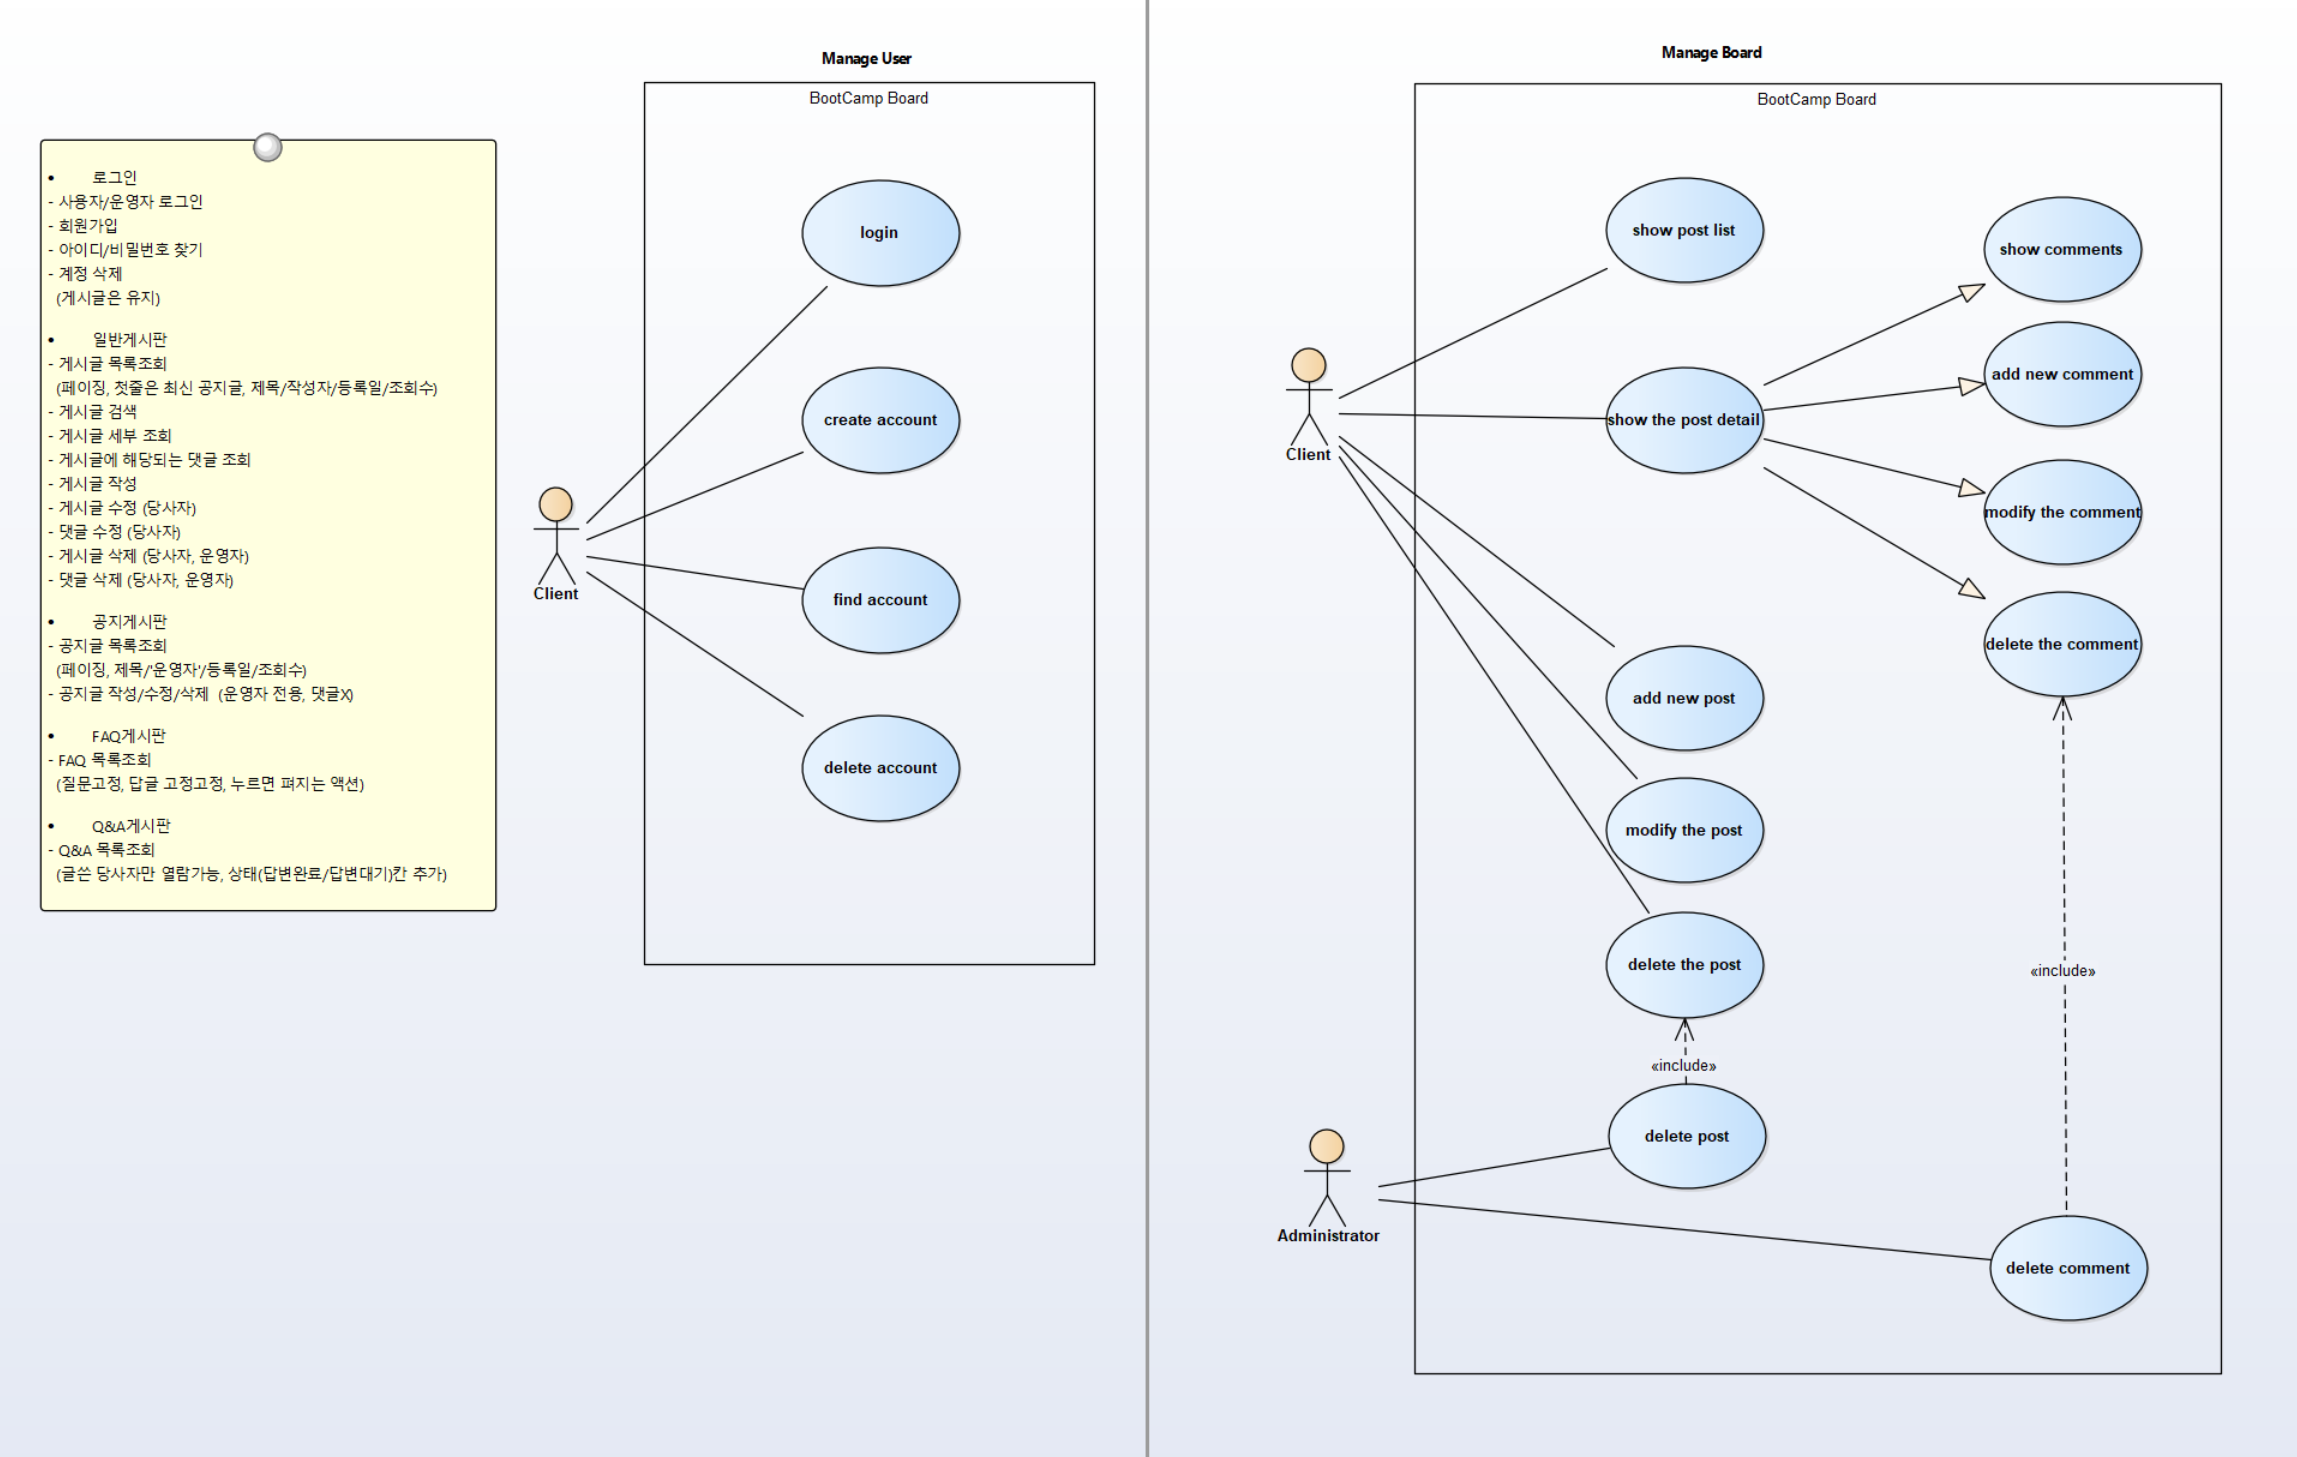 • 로그인
- 사용자/운영자 로그인
- 회원가입
- 아이디/비밀번호 찾기
- 계정 삭제
(게시글은 유지)
• 일반게시판
- 게시글 목록조회
(페이징, 첫줄은 최신 공지글, 제목/작성자/등록일/조회수)
- 게시글 검색
- 게시글 세부 조회
- 게시글에 해당되는 댓글 조회
- 게시글 작성
- 게시글 수정 (당사자)
- 댓글 수정 (당사자)
- 게시글 삭제 (당사자, 운영자)
- 댓글 삭제 (당사자, 운영자)
• 공지게시판
- 공지글 목록조회
(페이징, 제목/'운영자'/등록일/조회수)
- 공지글 작성/수정/삭제 (운영자 전용, 댓글X)
• FAQ게시판
- FAQ 목록조회
(질문고정, 답글 고정고정, 누르면 펴지는 액션)
• Q&A게시판
- Q&A 목록조회
(글쓴 당사자만 열람가능, 상태(답변완료/답변대기)칸 추가)
Manage User
BootCamp Board
login
create account
find account
delete account
Client
Manage Board
BootCamp Board
show post list
show comments
add new comment
show the post detail
Client
modify the comment
delete the comment
add new post
modify the post
delete the post
«include»
«include»
delete post
Administrator
delete comment